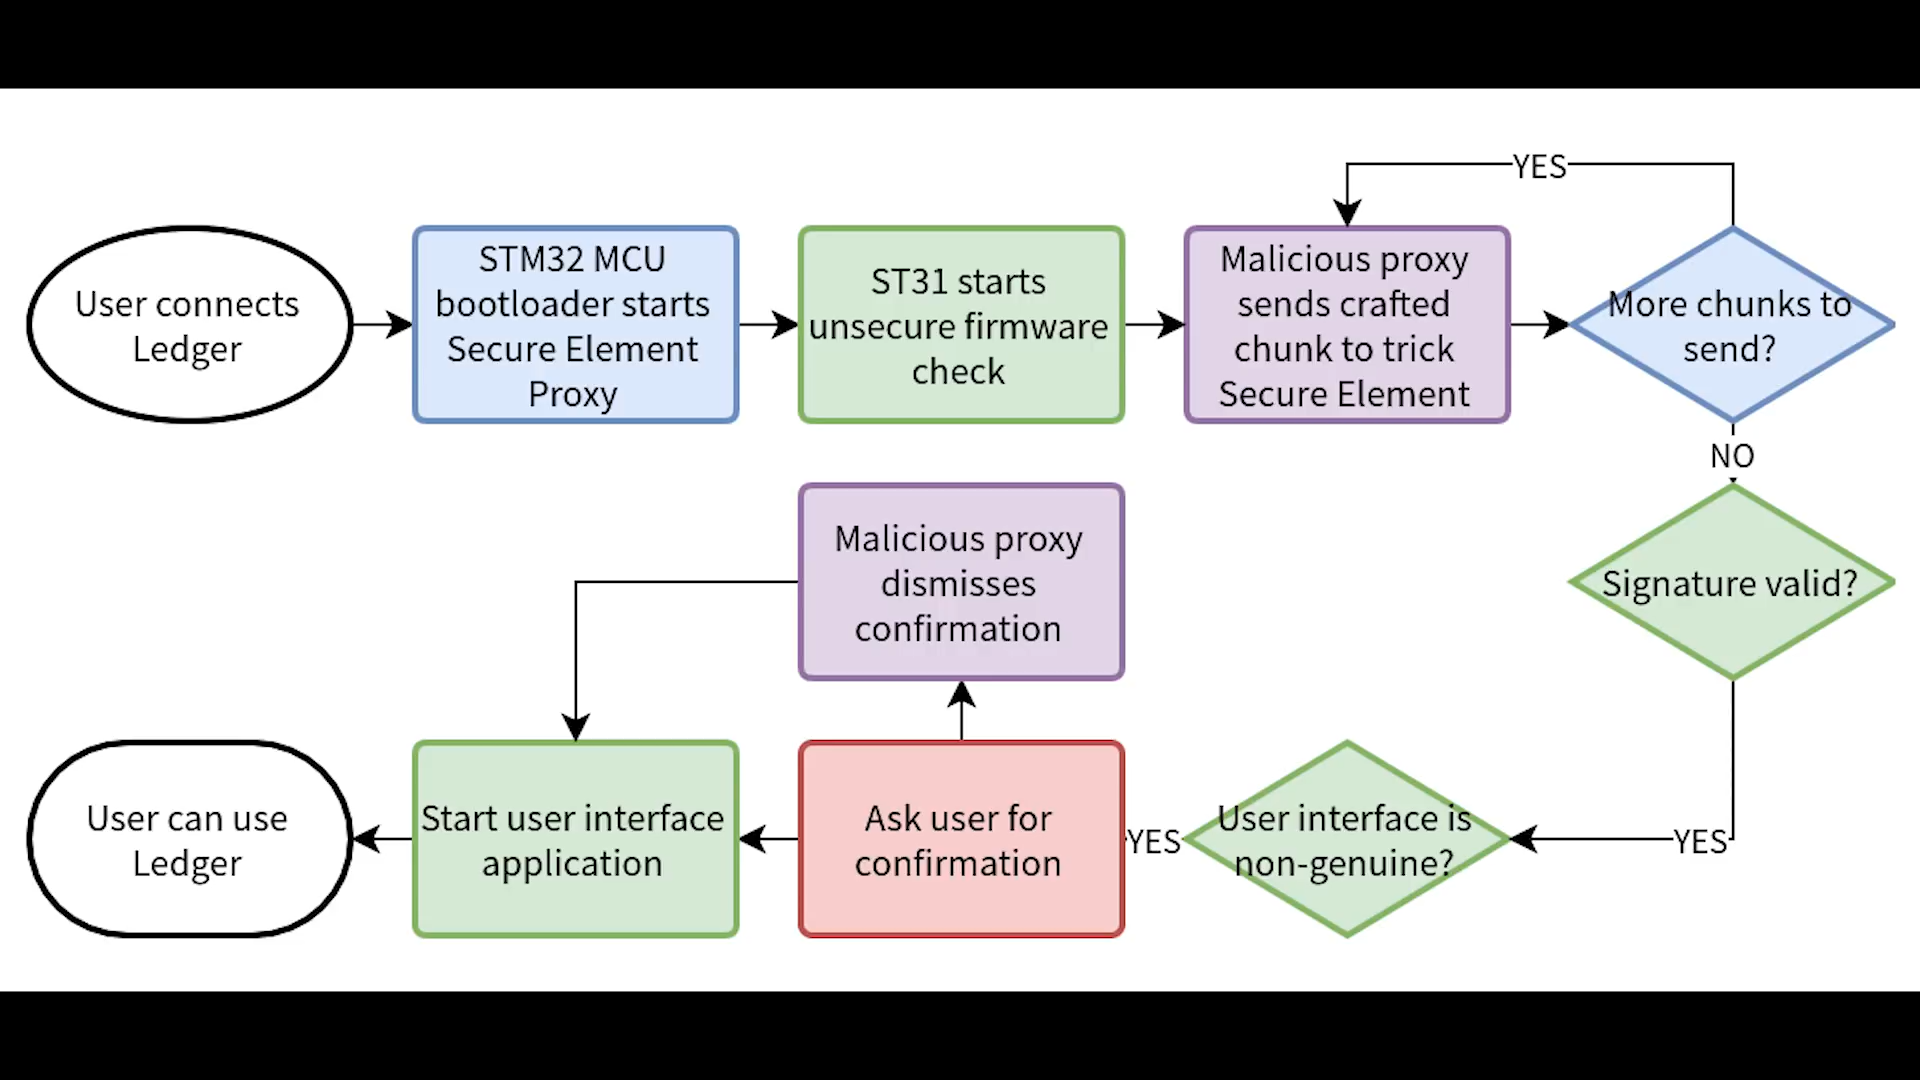 YES
User connects
Ledger
STM32 MCU
bootloader starts
Secure Element
Proxy
ST31 starts
unsecure firmware
check
Malicious proxy
sends crafted
chunk to trick
Secure Element
More chunks to
send?
NO
Malicious proxy
dismisses
confirmation
Signature valid?
User can use
Ledger
Start user interface
application
Ask user for
confirmation
YES
User interface is
non-genuine?
YES